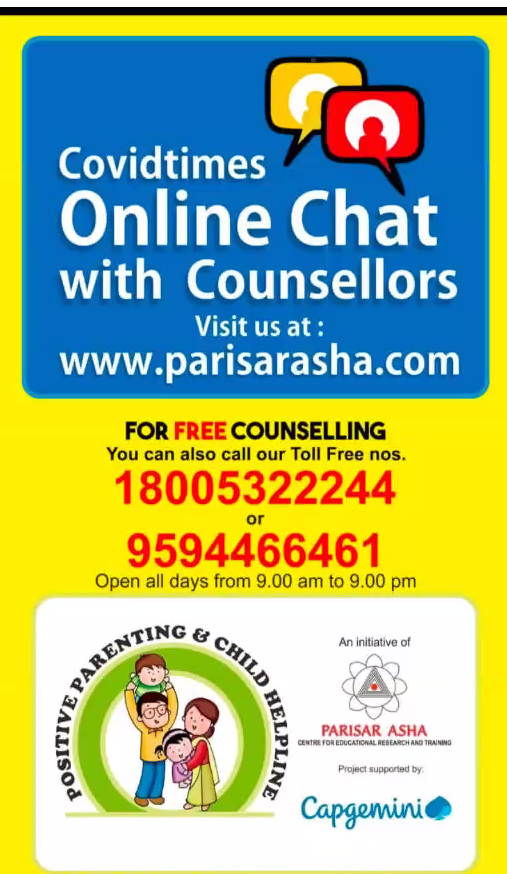 Covidtimes
Online Chat
with Counsellors
Visit us at :
www.parisarasha.com
FOR FREE COUNSELLING
You can also call our Toll Free nos.
18005322244
or
9594466461
Open all days from 9.00 am to 9.00 pm
POSITIVE PARENTING & CHILD HELPLINE
An initiative of
PARISAR ASHA
CENTRE FOR EDUCATIONAL RESEARCH AND TRAINING
Project supported by:
Capgemini